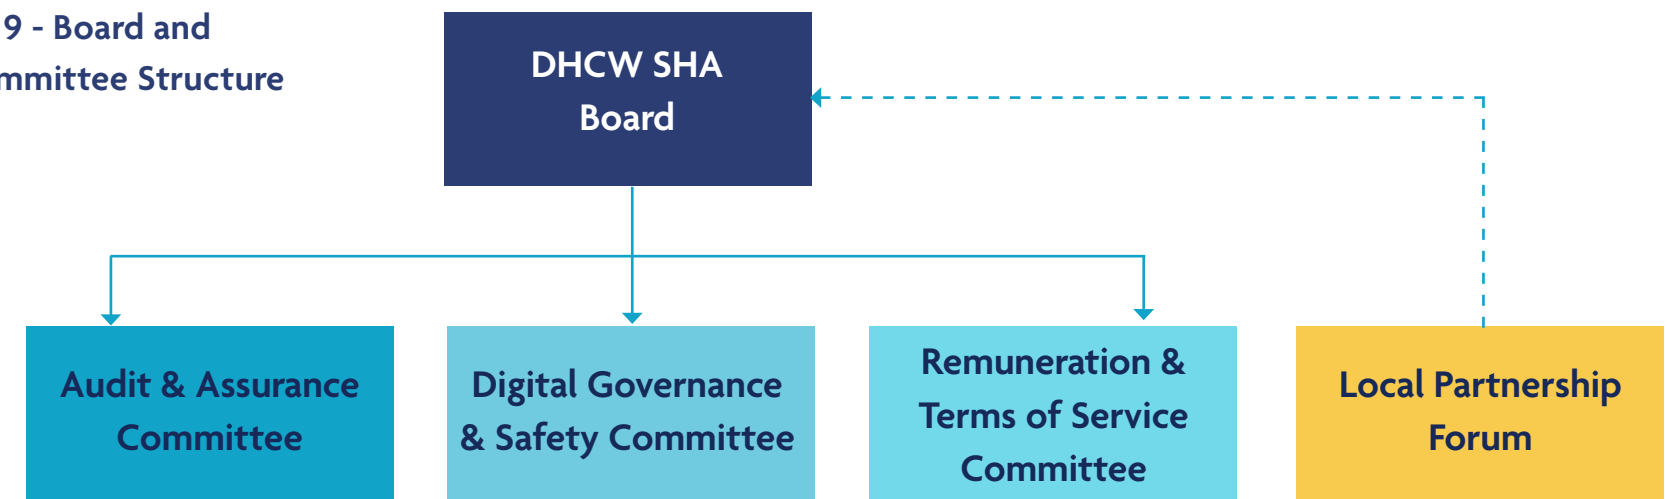 9 - Board and
mmittee Structure
DHCW SHA
Board
Audit & Assurance
Committee
Digital Governance
& Safety Committee
Remuneration &
Terms of Service
Committee
Local Partnership
Forum